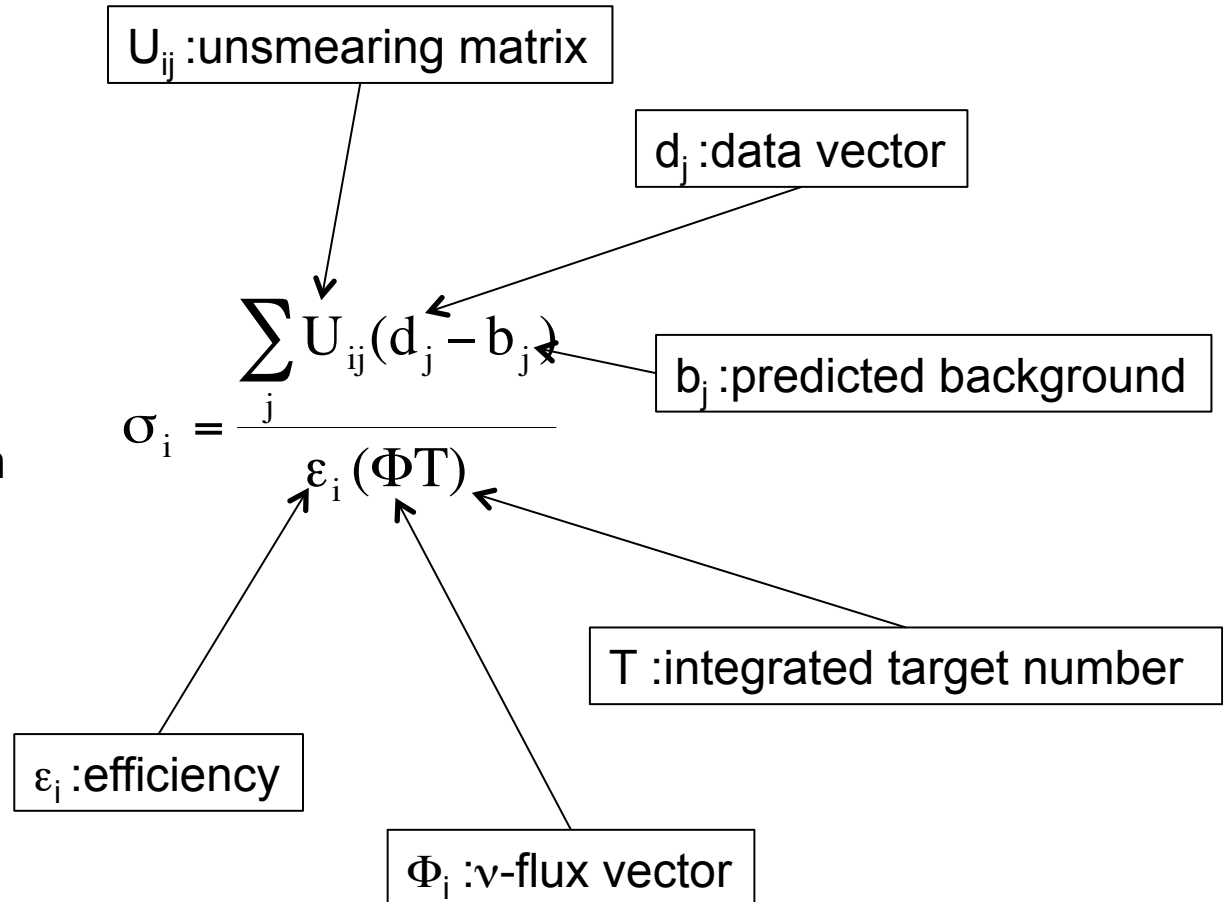 U_ij :unsmearing matrix
d_j :data vector
σ_i = ∑_j U_ij (d_j − b_j) / ε_i (ΦT)
b_j :predicted background
T :integrated target number
ε_i :efficiency
Φ_i :ν-flux vector